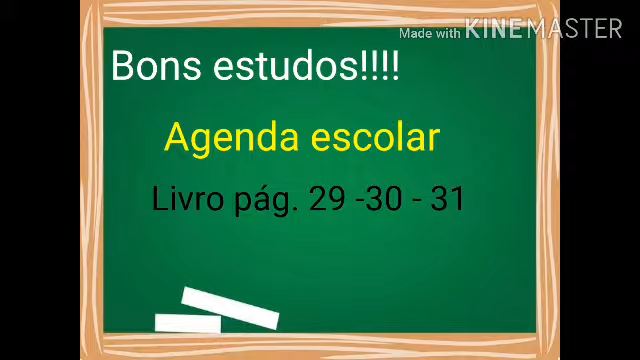 Made with KINEMASTER
Bons estudos!!!!
Agenda escolar
Livro pág. 29 -30 - 31